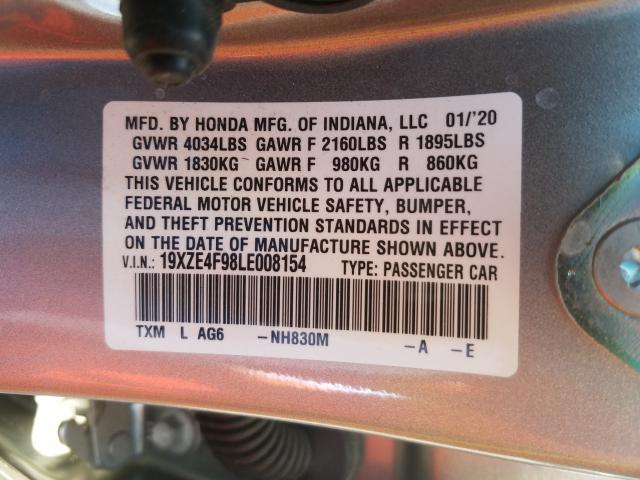 MFD. BY HONDA MFG. OF INDIANA, LLC 01/'20
GVWR 4034LBS GAWR F 2160LBS R 1895LBS
GVWR 1830KG GAWR F 980KG R 860KG
THIS VEHICLE CONFORMS TO ALL APPLICABLE
FEDERAL MOTOR VEHICLE SAFETY, BUMPER,
AND THEFT PREVENTION STANDARDS IN EFFECT
ON THE DATE OF MANUFACTURE SHOWN ABOVE.
V.I.N.: 19XZE4F98LE008154 TYPE: PASSENGER CAR
TXM L AG6 -NH830M -A -E